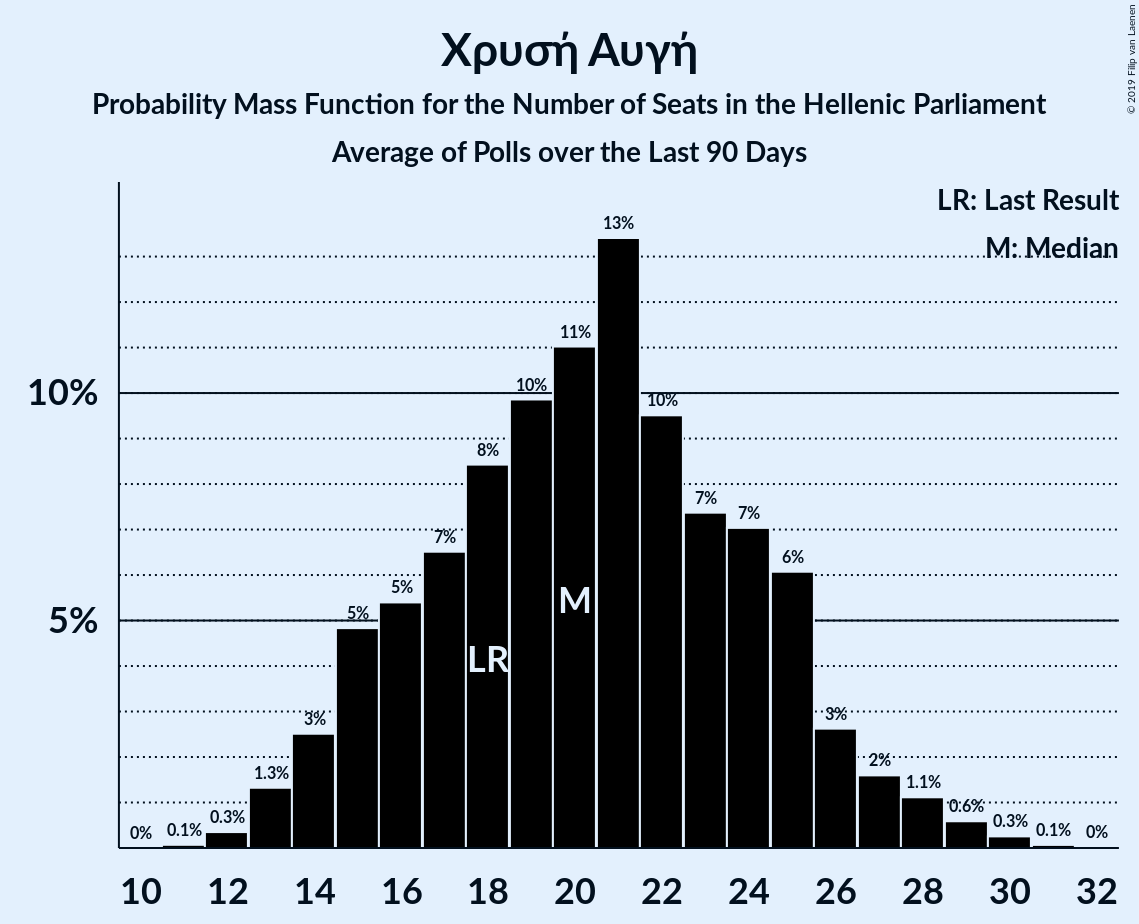 Χρυσή Αυγή
Probability Mass Function for the Number of Seats in the Hellenic Parliament
Average of Polls over the Last 90 Days
© 2019 Filip van Laenen
LR: Last Result
M: Median
10%
5%
0%
0.1%
0.3%
1.3%
3%
5%
5%
7%
8%
10%
11%
13%
10%
7%
7%
6%
3%
2%
1.1%
0.6%
0.3%
0.1%
0%
LR
M
10 12 14 16 18 20 22 24 26 28 30 32